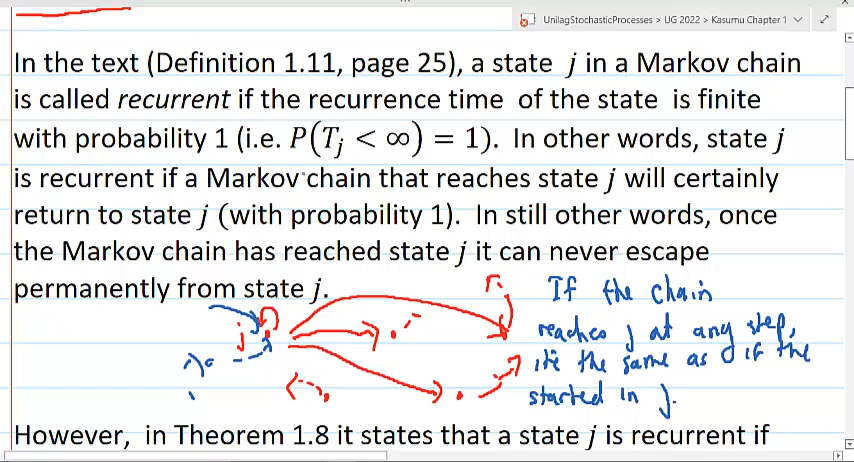 UnilagStochasticProcesses > UG 2022 > Kasumu Chapter 1
In the text (Definition 1.11, page 25), a state j in a Markov chain
is called recurrent if the recurrence time of the state is finite
with probability 1 (i.e. P(T_j < ∞) = 1). In other words, state j
is recurrent if a Markov chain that reaches state j will certainly
return to state j (with probability 1). In still other words, once
the Markov chain has reached state j it can never escape
permanently from state j.
If the chain
reaches j at any step,
it's the same as if the
started in j.
j
However, in Theorem 1.8 it states that a state j is recurrent if